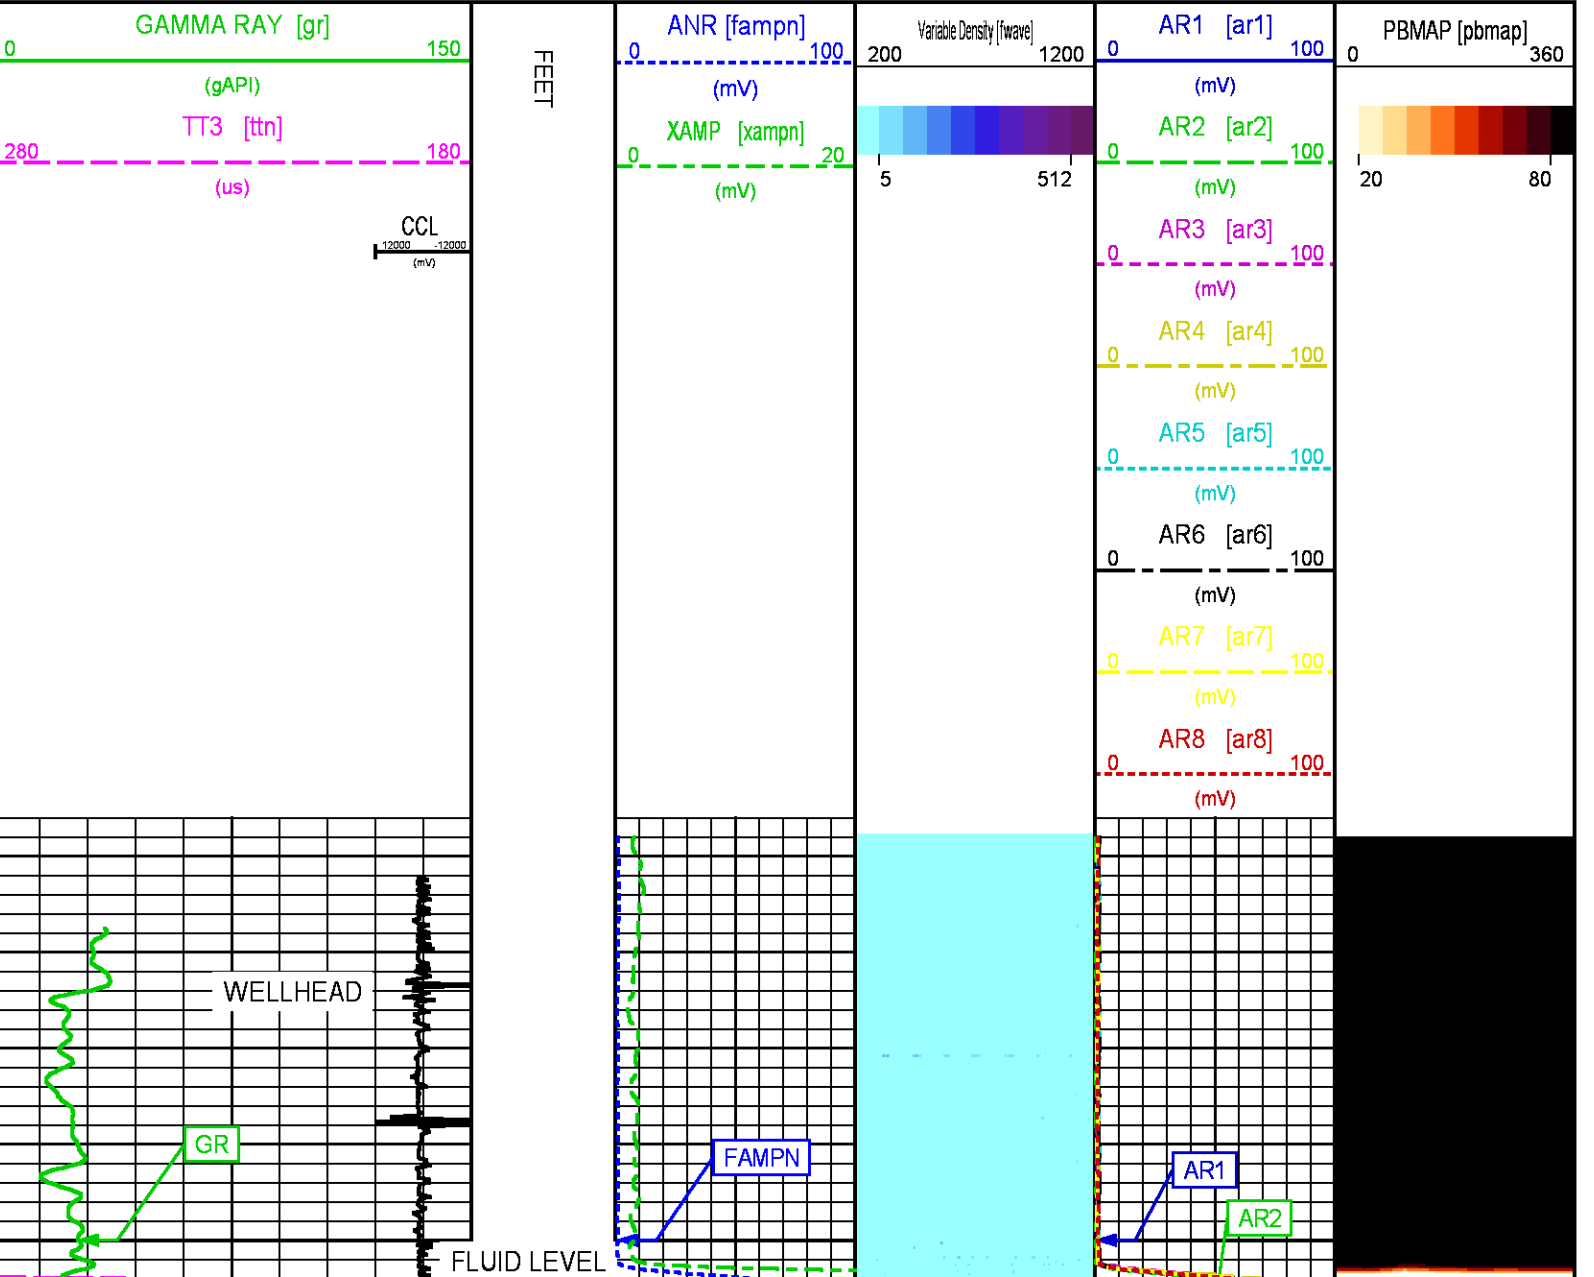 GAMMA RAY [gr]
0 150
(gAPI)
TT3 [ttn]
280 180
(us)
CCL
12000 -12000
(mV)
FEET
ANR [fampn]
0 100
(mV)
XAMP [xampn]
0 20
(mV)
Variable Density [fwave]
200 1200
5 512
AR1 [ar1]
0 100
(mV)
AR2 [ar2]
0 100
(mV)
AR3 [ar3]
0 100
(mV)
AR4 [ar4]
0 100
(mV)
AR5 [ar5]
0 100
(mV)
AR6 [ar6]
0 100
(mV)
AR7 [ar7]
0 100
(mV)
AR8 [ar8]
0 100
(mV)
PBMAP [pbmap]
0 360
20 80
WELLHEAD
GR
FAMPN
AR1
AR2
FLUID LEVEL